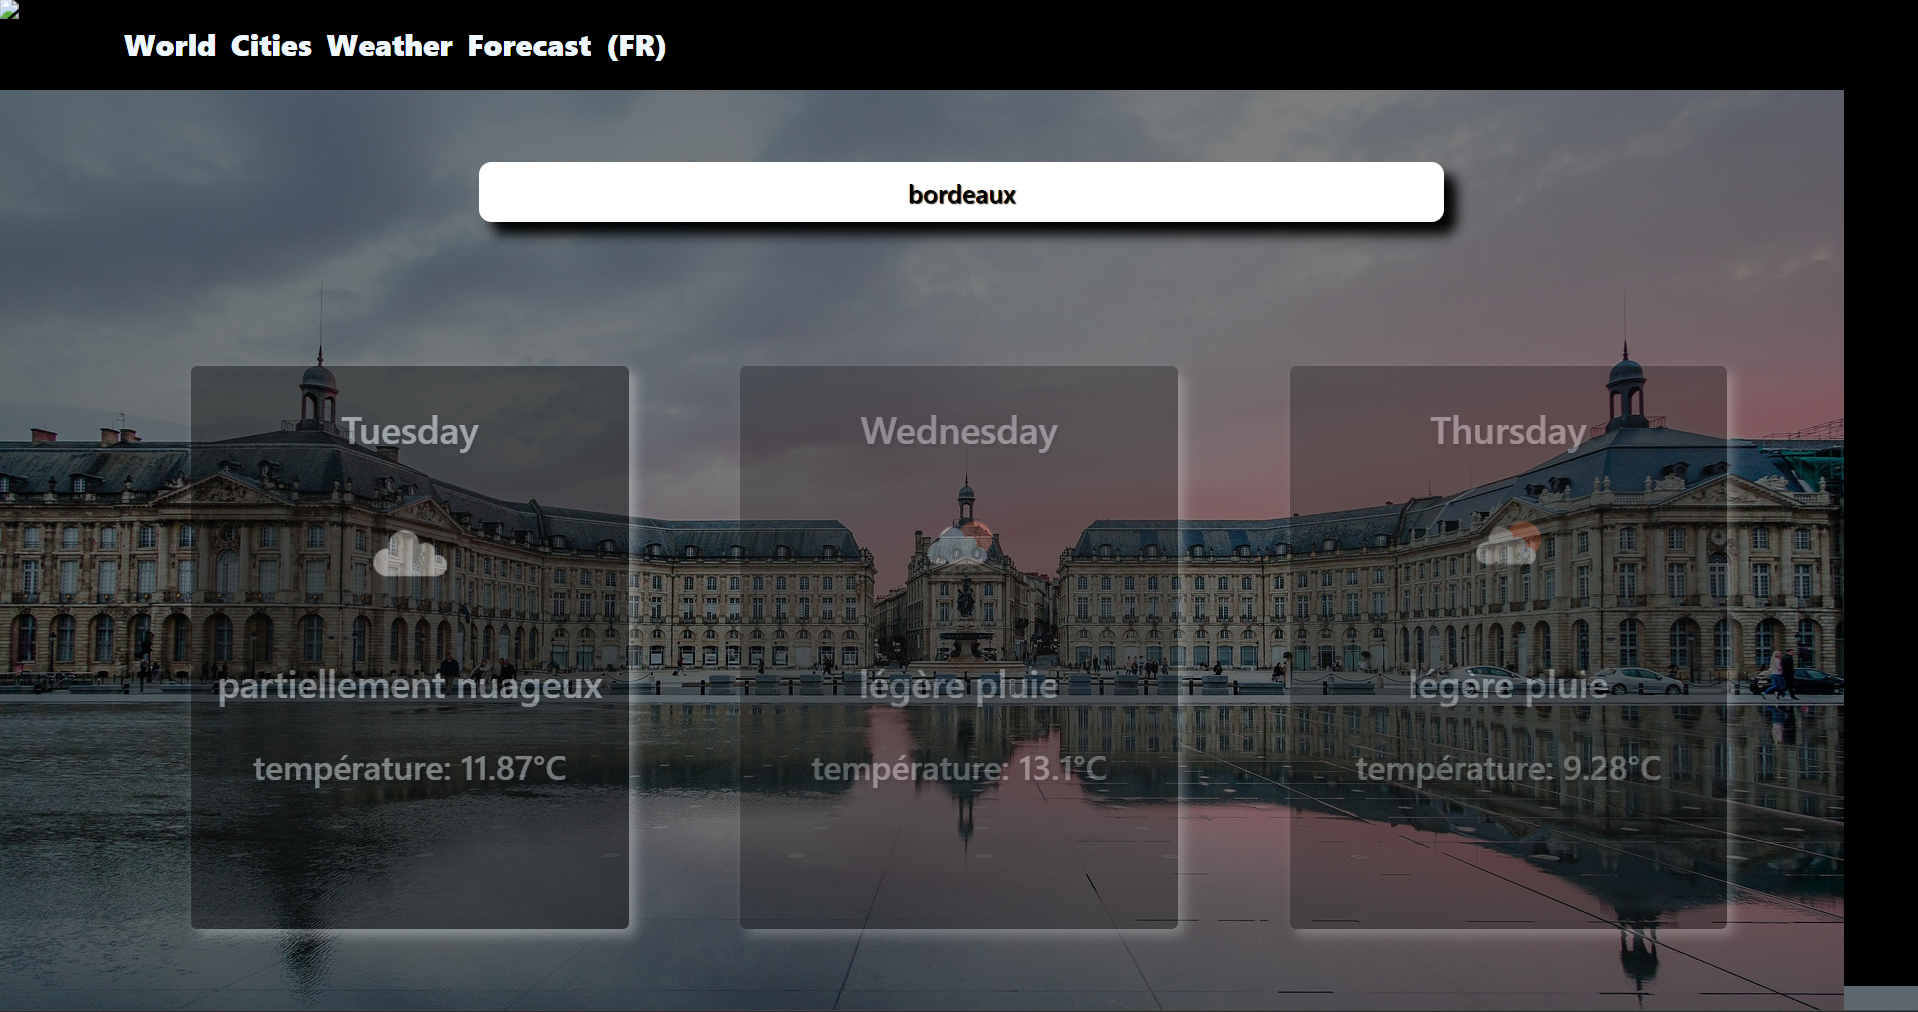 World Cities Weather Forecast (FR)
bordeaux
Tuesday
partiellement nuageux
température: 11.87°C
Wednesday
légère pluie
température: 13.1°C
Thursday
légère pluie
température: 9.28°C